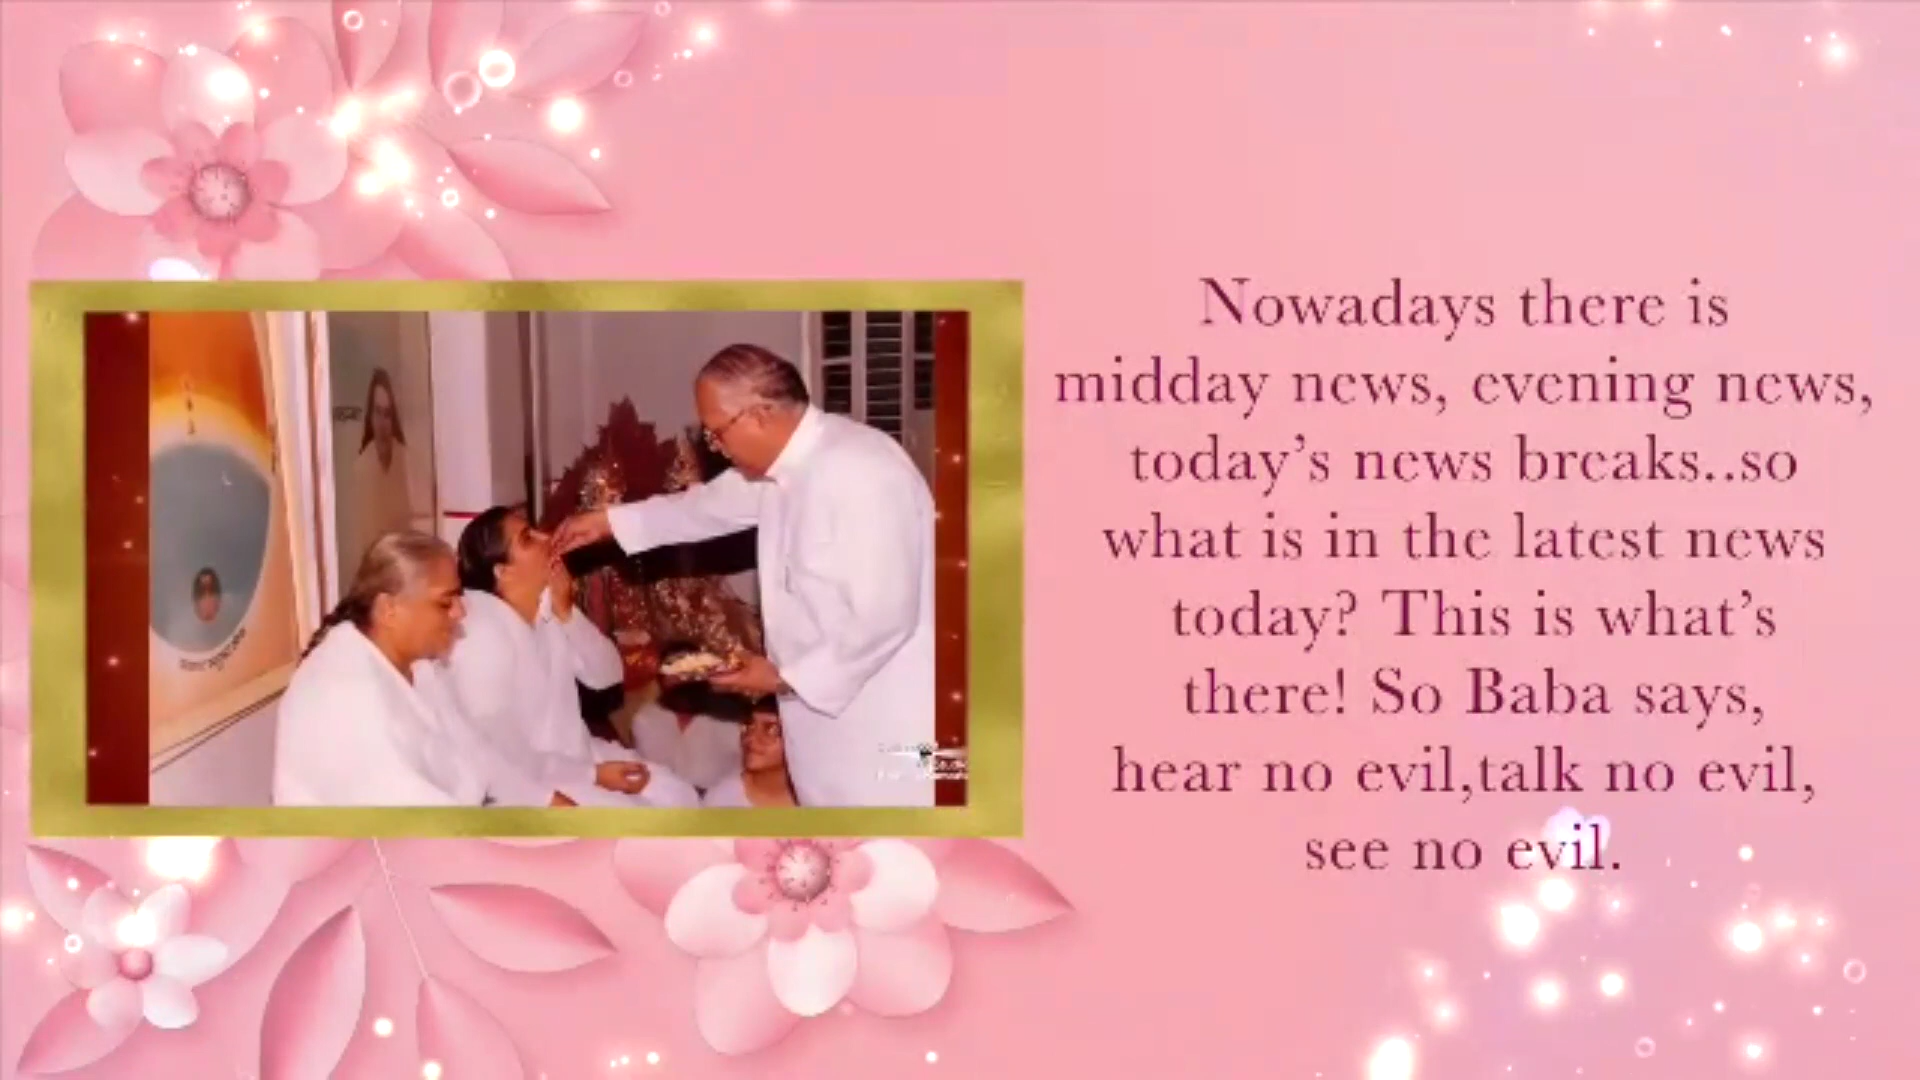 Nowadays there is
midday news, evening news,
today's news breaks..so
what is in the latest news
today? This is what's
there! So Baba says,
hear no evil,talk no evil,
see no evil.